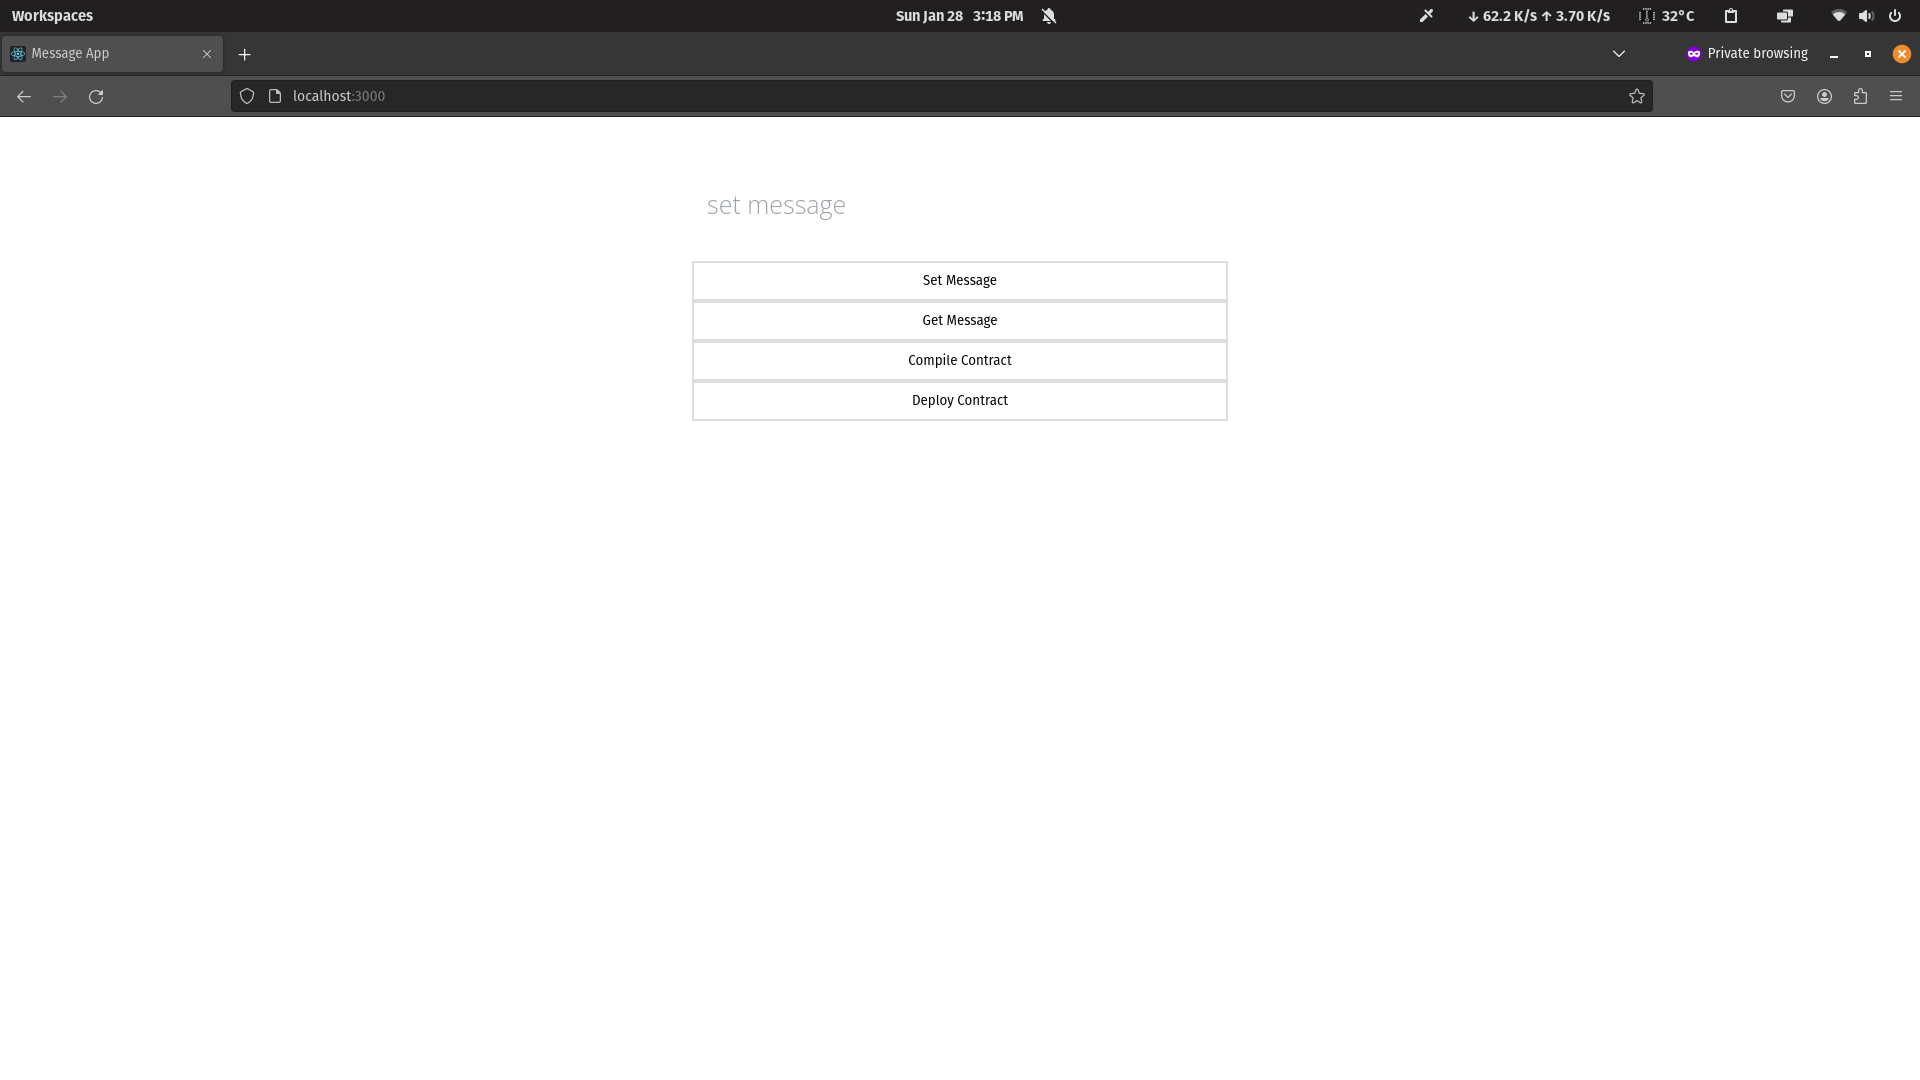 Workspaces
Sun Jan 28 3:18 PM
↓ 62.2 K/s ↑ 3.70 K/s
32°C
Message App
Private browsing
localhost:3000
set message
Set Message
Get Message
Compile Contract
Deploy Contract